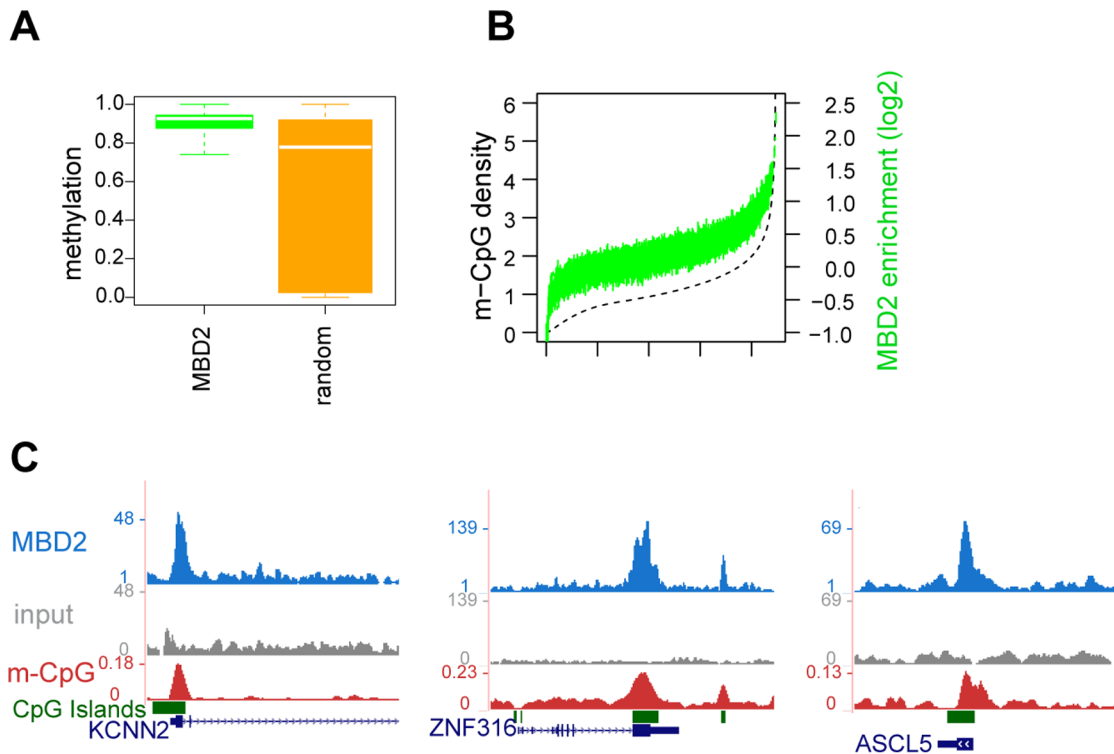 A
methylation
1.0
0.8
0.6
0.4
0.2
0.0
MBD2
random
B
m-CpG density
6
5
4
3
2
1
0
2.5
2.0
1.5
1.0
0.5
0.0
−0.5
−1.0
MBD2 enrichment (log2)
C
MBD2
48
1
139
1
69
1
input
48
0
139
0
69
0
m-CpG
0.18
0
0.23
0
0.13
0
CpG Islands
KCNN2
ZNF316
ASCL5